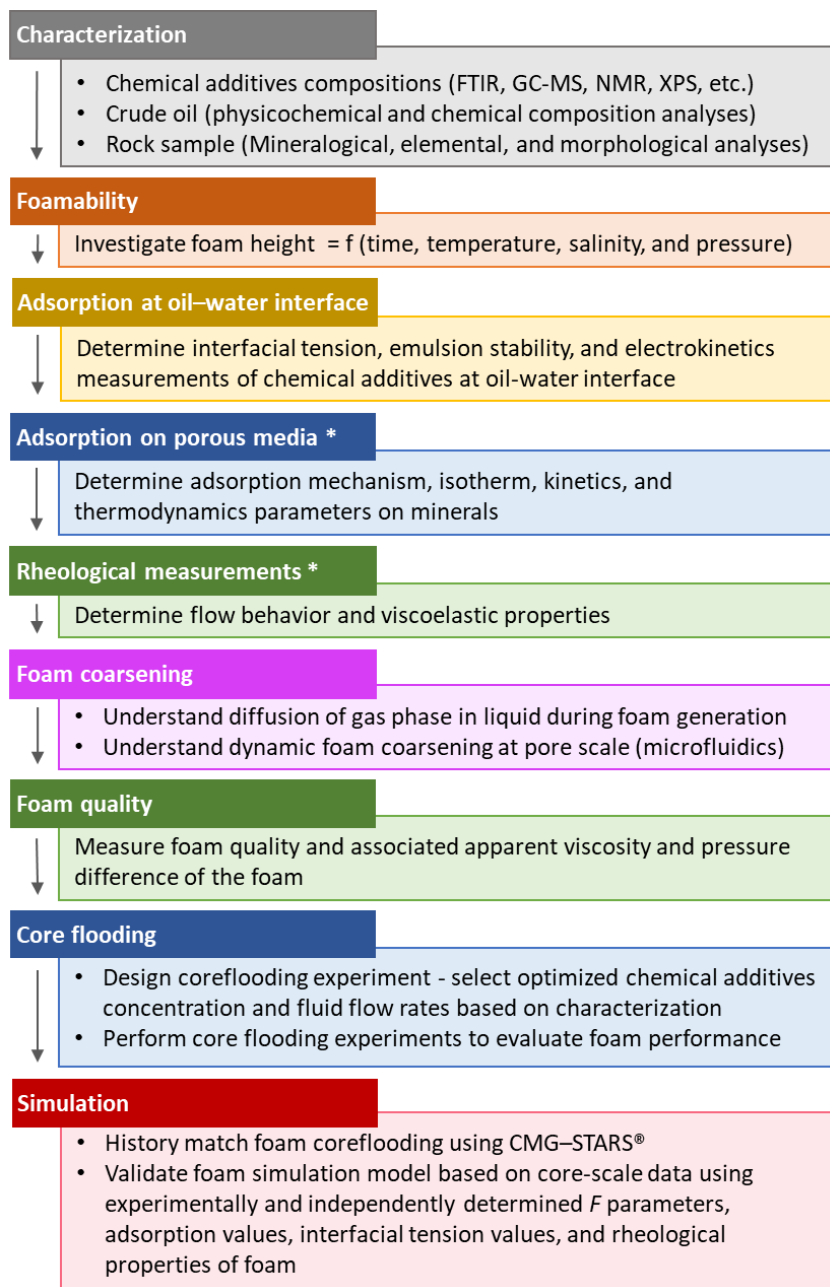 Characterization
• Chemical additives compositions (FTIR, GC-MS, NMR, XPS, etc.)
• Crude oil (physicochemical and chemical composition analyses)
• Rock sample (Mineralogical, elemental, and morphological analyses)
Foamability
Investigate foam height = f (time, temperature, salinity, and pressure)
Adsorption at oil–water interface
Determine interfacial tension, emulsion stability, and electrokinetics
measurements of chemical additives at oil-water interface
Adsorption on porous media *
Determine adsorption mechanism, isotherm, kinetics, and
thermodynamics parameters on minerals
Rheological measurements *
Determine flow behavior and viscoelastic properties
Foam coarsening
• Understand diffusion of gas phase in liquid during foam generation
• Understand dynamic foam coarsening at pore scale (microfluidics)
Foam quality
Measure foam quality and associated apparent viscosity and pressure
difference of the foam
Core flooding
• Design coreflooding experiment - select optimized chemical additives
concentration and fluid flow rates based on characterization
• Perform core flooding experiments to evaluate foam performance
Simulation
• History match foam coreflooding using CMG–STARS®
• Validate foam simulation model based on core-scale data using
experimentally and independently determined F parameters,
adsorption values, interfacial tension values, and rheological
properties of foam